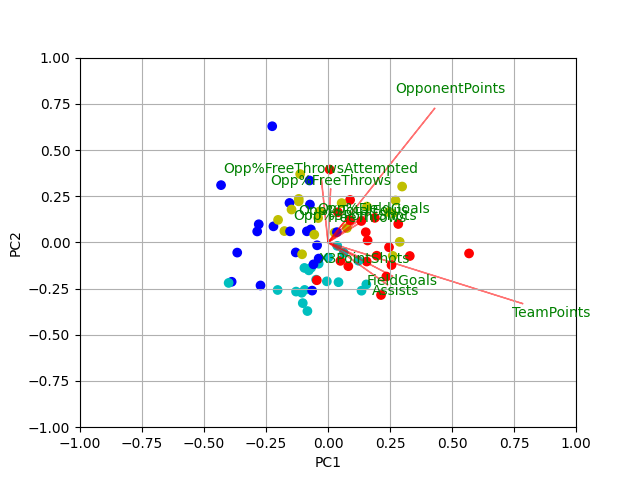 1.00
0.75
0.50
0.25
0.00
−0.25
−0.50
−0.75
−1.00
PC2
OpponentPoints
Opp%FreeThrowsAttempted
Opp%FreeThrows
FieldGoals
Assists
TeamPoints
−1.00 −0.75 −0.50 −0.25 0.00 0.25 0.50 0.75 1.00
PC1